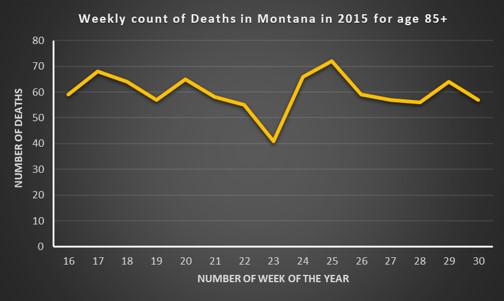 Weekly count of Deaths in Montana in 2015 for age 85+
80
70
60
50
40
30
20
10
0
NUMBER OF DEATHS
16 17 18 19 20 21 22 23 24 25 26 27 28 29 30
NUMBER OF WEEK OF THE YEAR